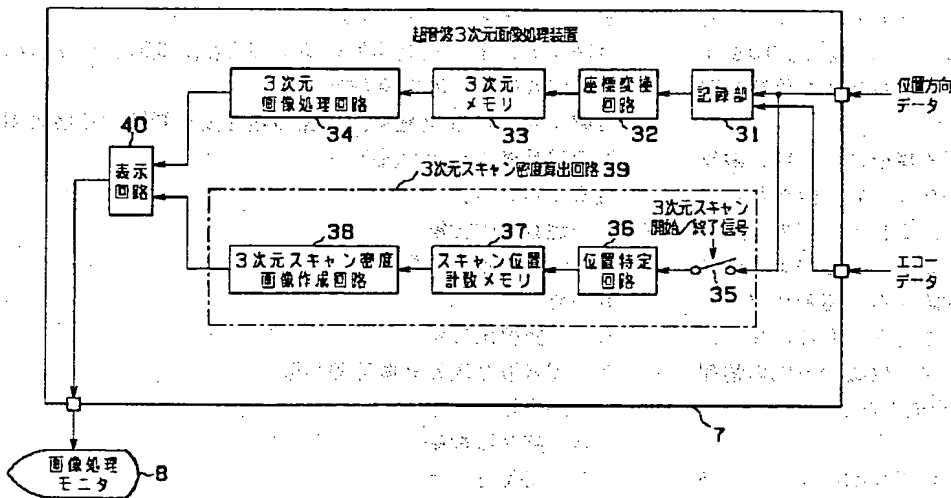 超音波3次元画像処理装置
3次元
画像処理回路
34
3次元
メモリ
33
座標変換
回路
32
記録部
31
位置方向
データ
40
表示
回路
3次元スキャン密度算出回路39
3次元スキャン
開始/終了信号
38
3次元スキャン密度
画像作成回路
37
スキャン位置
計数メモリ
36
位置特定
回路
35
エコー
データ
7
画像処理
モニタ
8